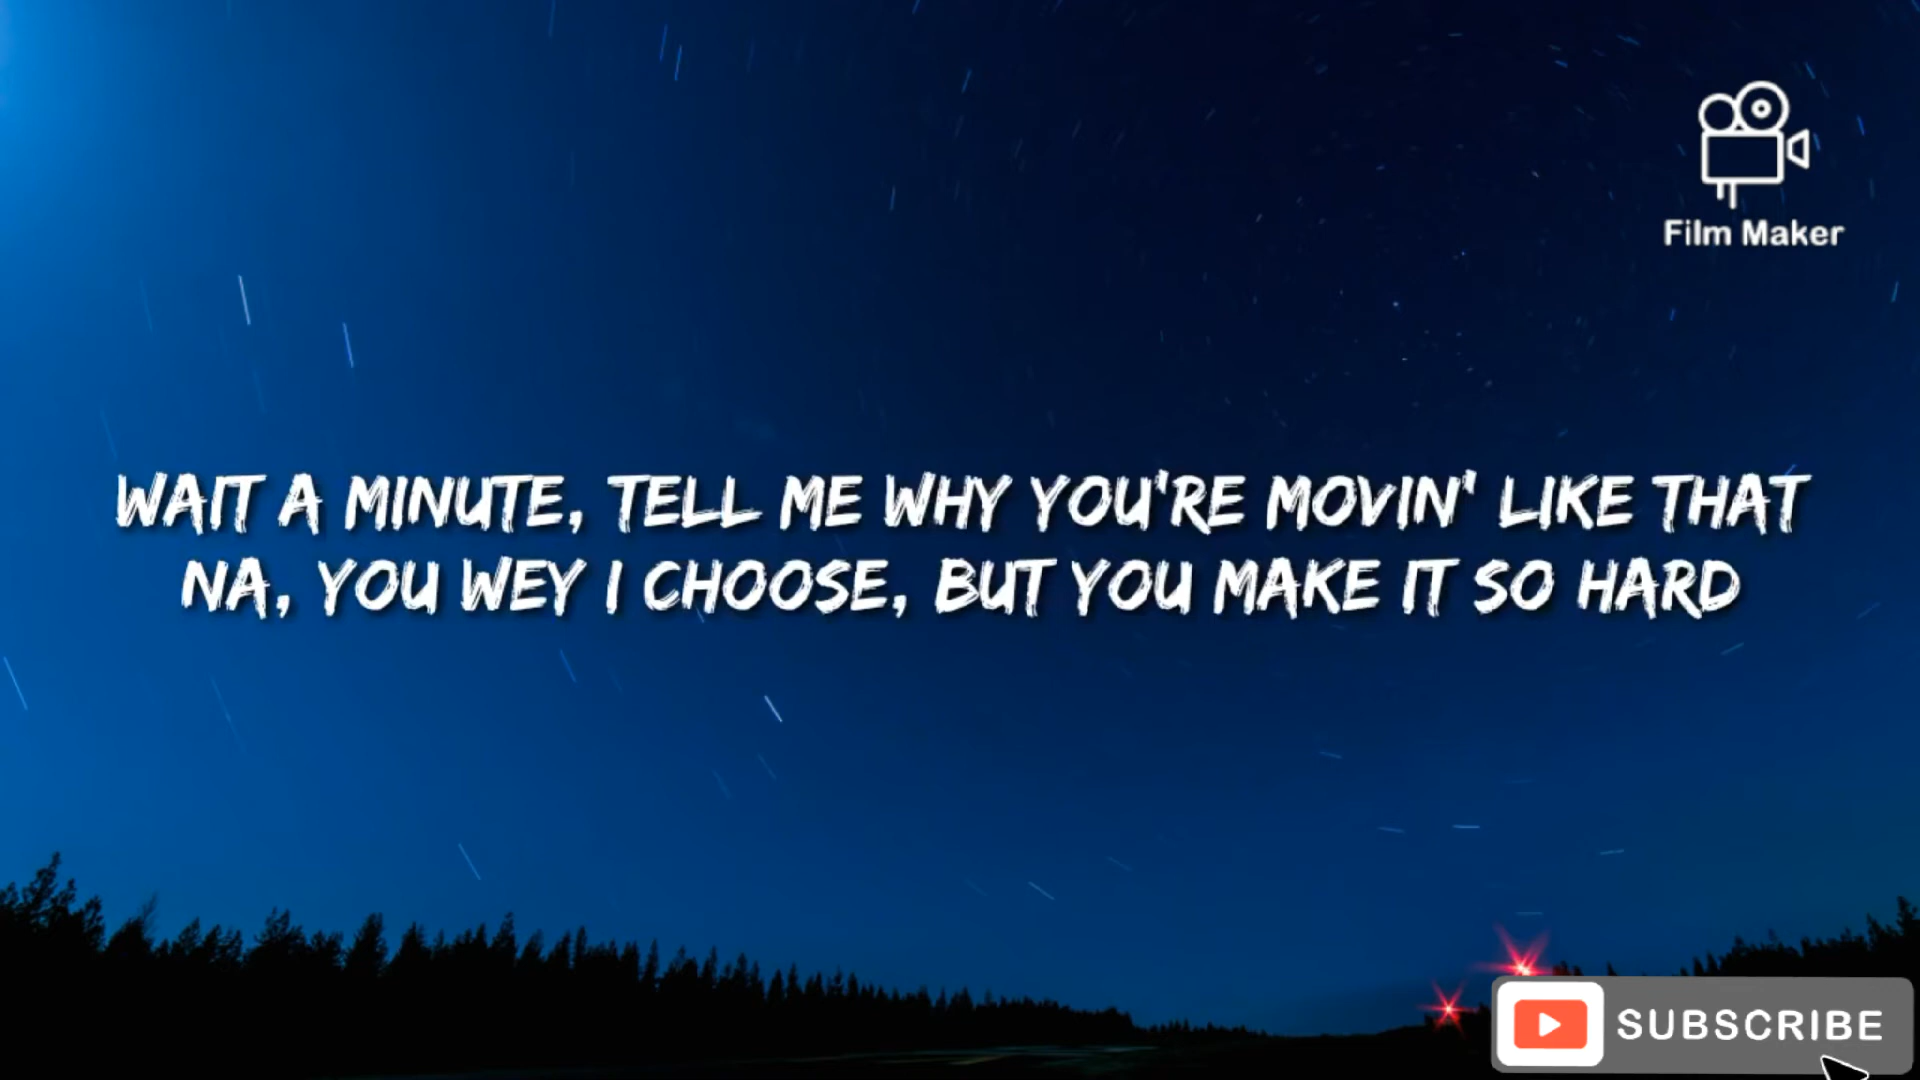 Film Maker
WAIT A MINUTE, TELL ME WHY YOU'RE MOVIN' LIKE THAT
NA, YOU WEY I CHOOSE, BUT YOU MAKE IT SO HARD
SUBSCRIBE